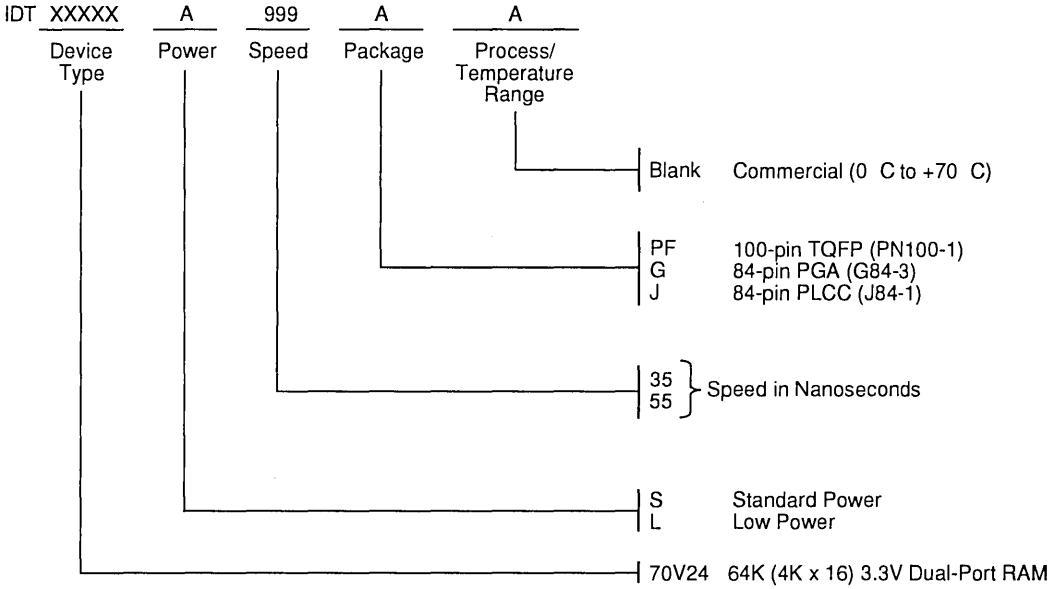 IDT XXXXX A 999 A A
Device Type Power Speed Package Process/ Temperature Range
Blank Commercial (0 C to +70 C)
PF 100-pin TQFP (PN100-1)
G 84-pin PGA (G84-3)
J 84-pin PLCC (J84-1)
35
55
Speed in Nanoseconds
S Standard Power
L Low Power
70V24 64K (4K x 16) 3.3V Dual-Port RAM